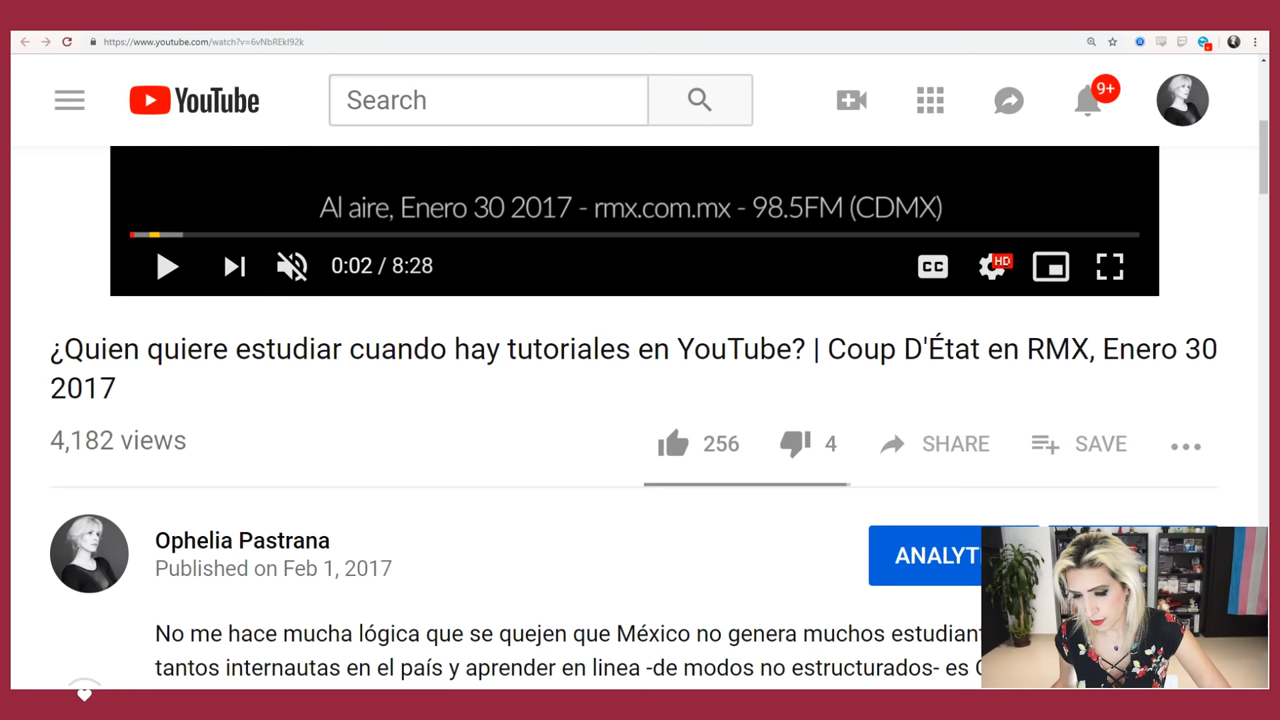 https://www.youtube.com/watch?v=6vNbREkI92k
YouTube
Search
9+
Al aire, Enero 30 2017 - rmx.com.mx - 98.5FM (CDMX)
0:02 / 8:28
CC
HD
¿Quien quiere estudiar cuando hay tutoriales en YouTube? | Coup D'État en RMX, Enero 30
2017
4,182 views
256
4
SHARE
SAVE
Ophelia Pastrana
ANALYT
Published on Feb 1, 2017
No me hace mucha lógica que se quejen que México no genera muchos estudiant
tantos internautas en el país y aprender en linea -de modos no estructurados- es